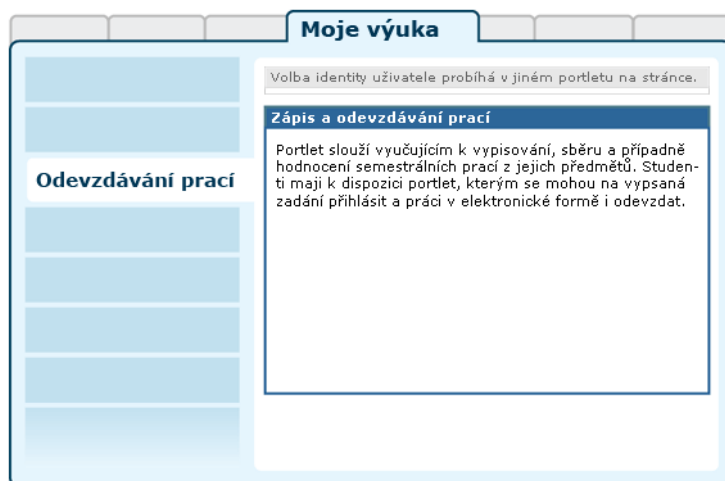 Moje výuka
Volba identity uživatele probíhá v jiném portletu na stránce.
Zápis a odevzdávání prací
Portlet slouží vyučujícím k vypisování, sběru a případně
hodnocení semestrálních prací z jejich předmětů. Studen-
ti maji k dispozici portlet, kterým se mohou na vypsaná
zadání přihlásit a práci v elektronické formě i odevzdat.
Odevzdávání prací